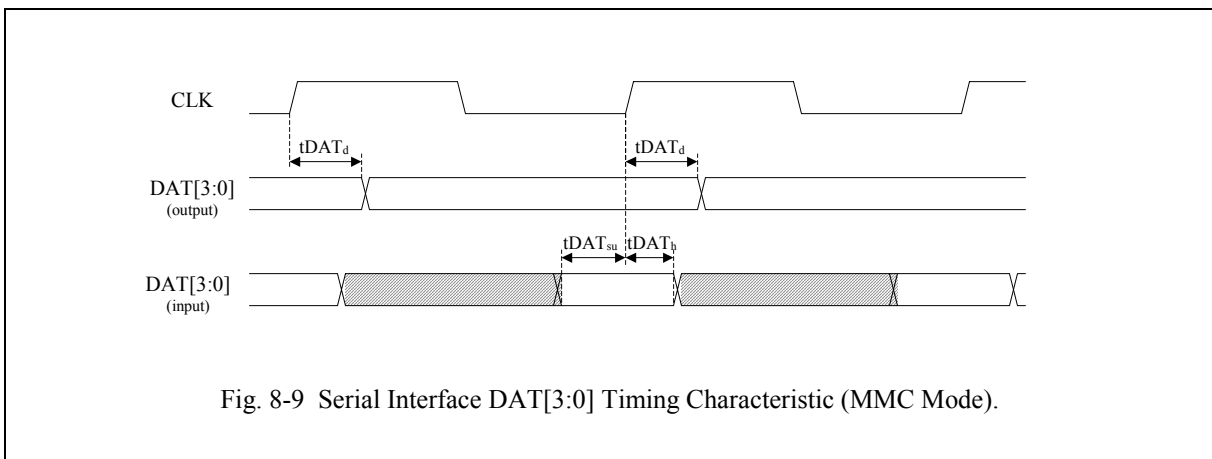 CLK
tDATd tDATd
DAT[3:0]
(output)
tDATsu tDATh
DAT[3:0]
(input)
Fig. 8-9 Serial Interface DAT[3:0] Timing Characteristic (MMC Mode).